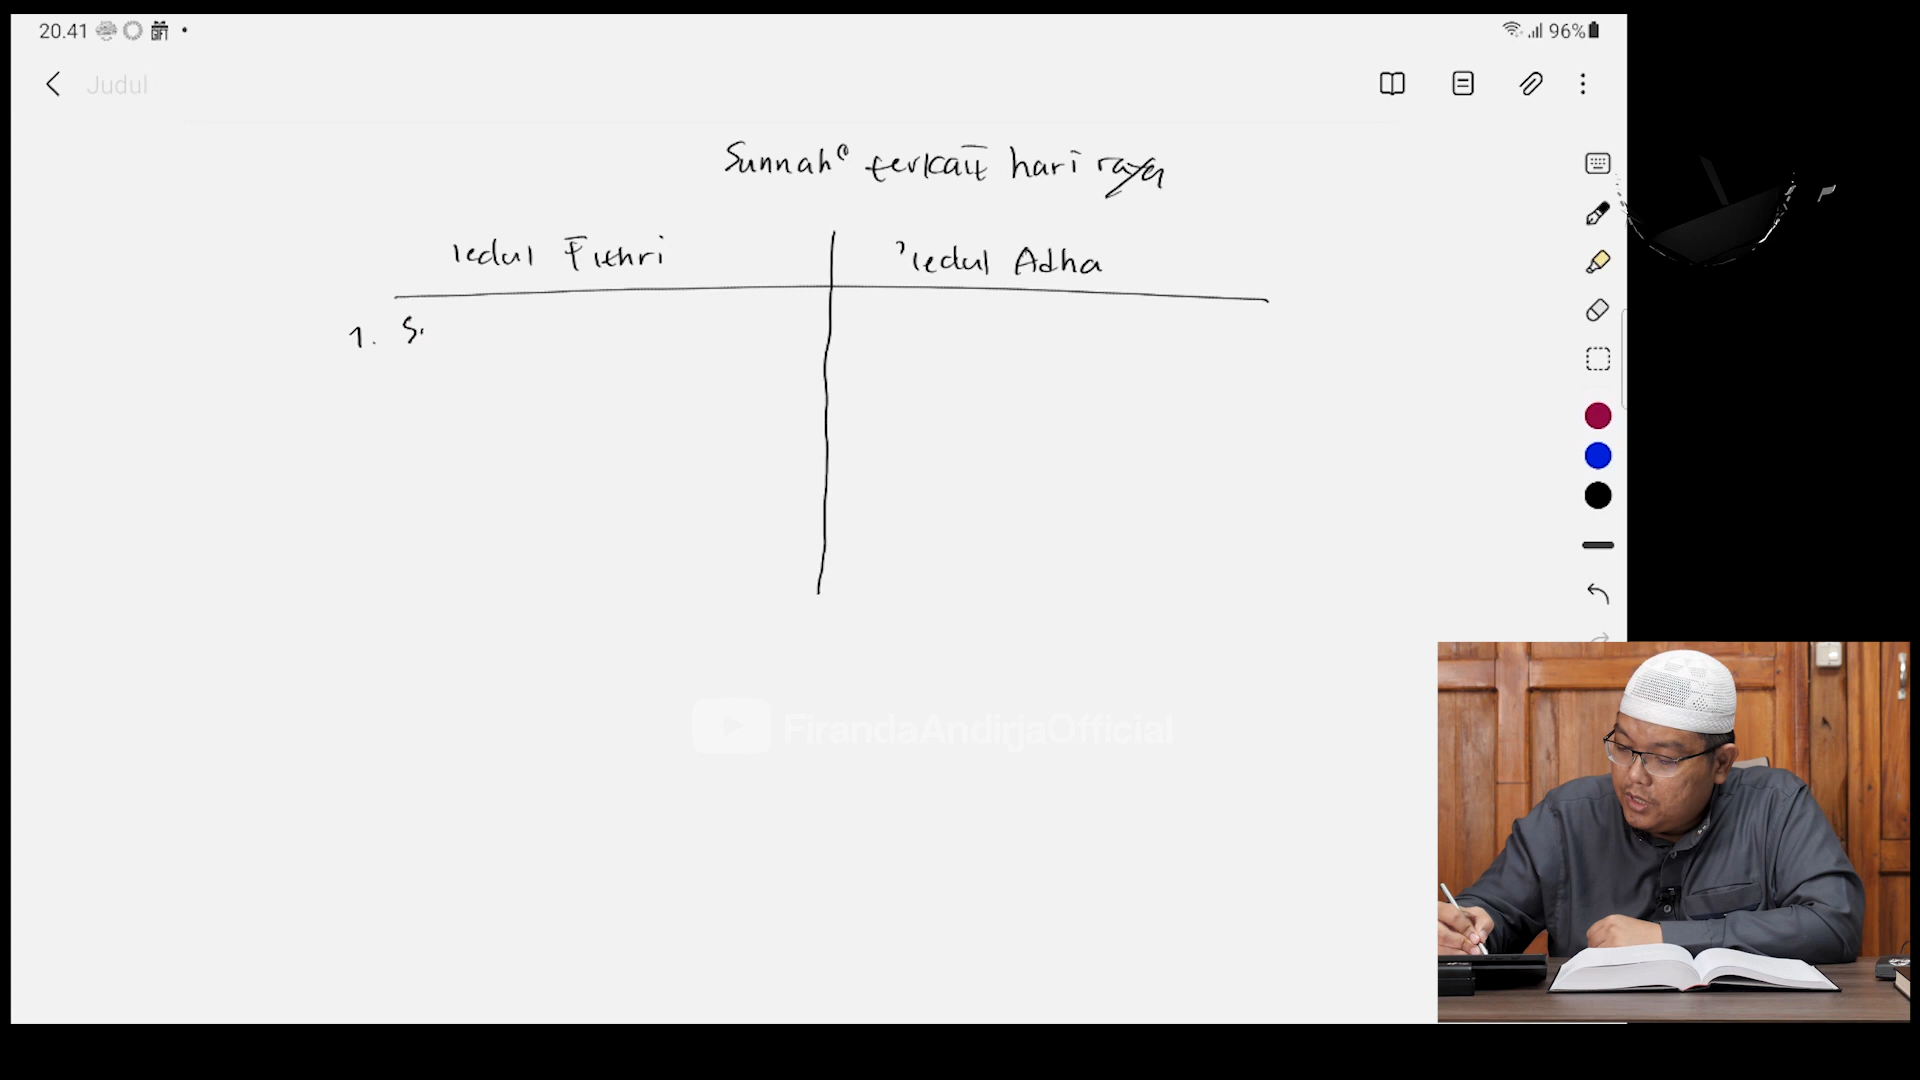 20.41
96%
Judul
Sunnah² terkait hari raya
'Iedul Fithri
'Iedul Adha
1. S.
FirandaAndirjaOfficial